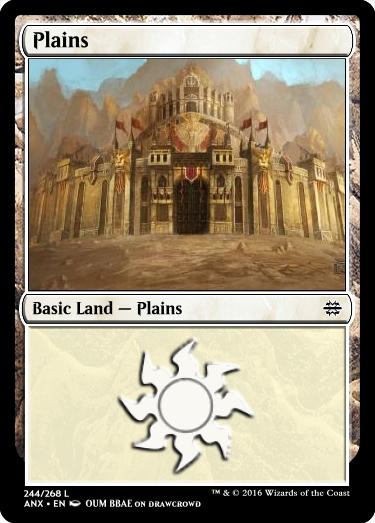 Plains
Basic Land — Plains
244/268 L
ANX • EN OUM BBAE ON DRAWCROWD
™ & © 2016 Wizards of the Coast